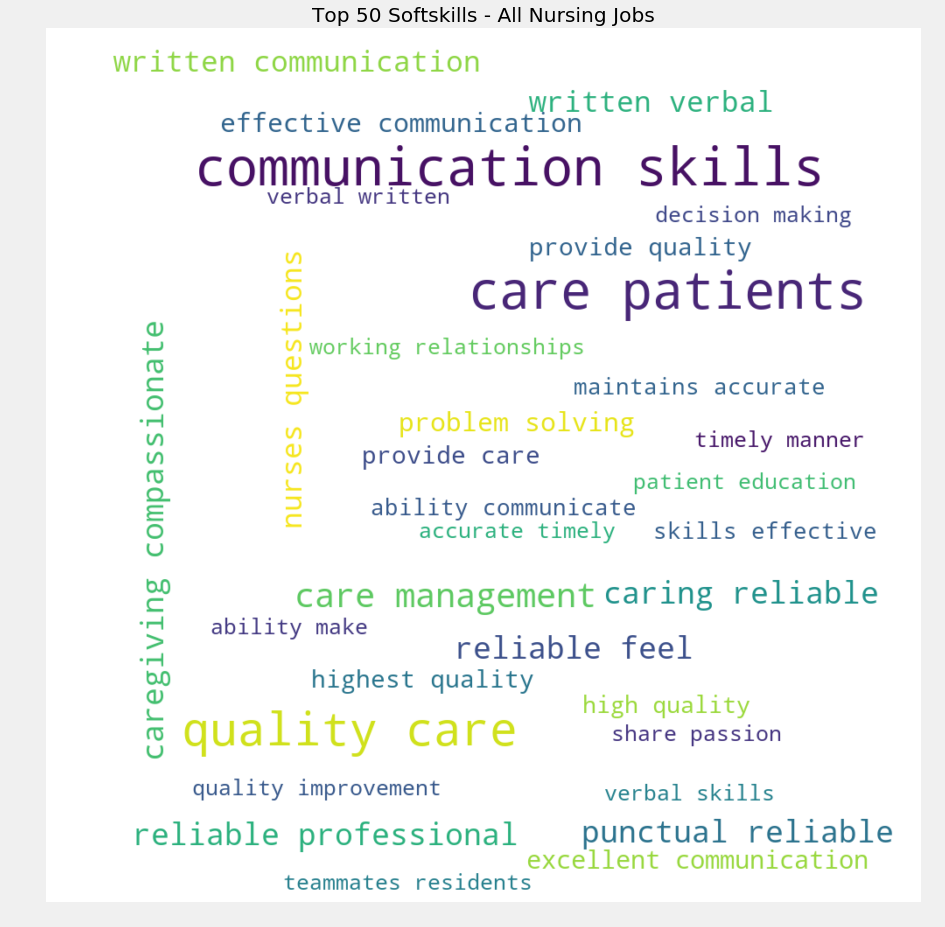 Top 50 Softskills - All Nursing Jobs
written communication
written verbal
effective communication
communication skills
verbal written
decision making
provide quality
care patients
nurses questions
caregiving compassionate
working relationships
maintains accurate
problem solving
timely manner
provide care
patient education
ability communicate
accurate timely
skills effective
care management
caring reliable
ability make
reliable feel
highest quality
high quality
quality care
share passion
quality improvement
verbal skills
reliable professional
punctual reliable
excellent communication
teammates residents